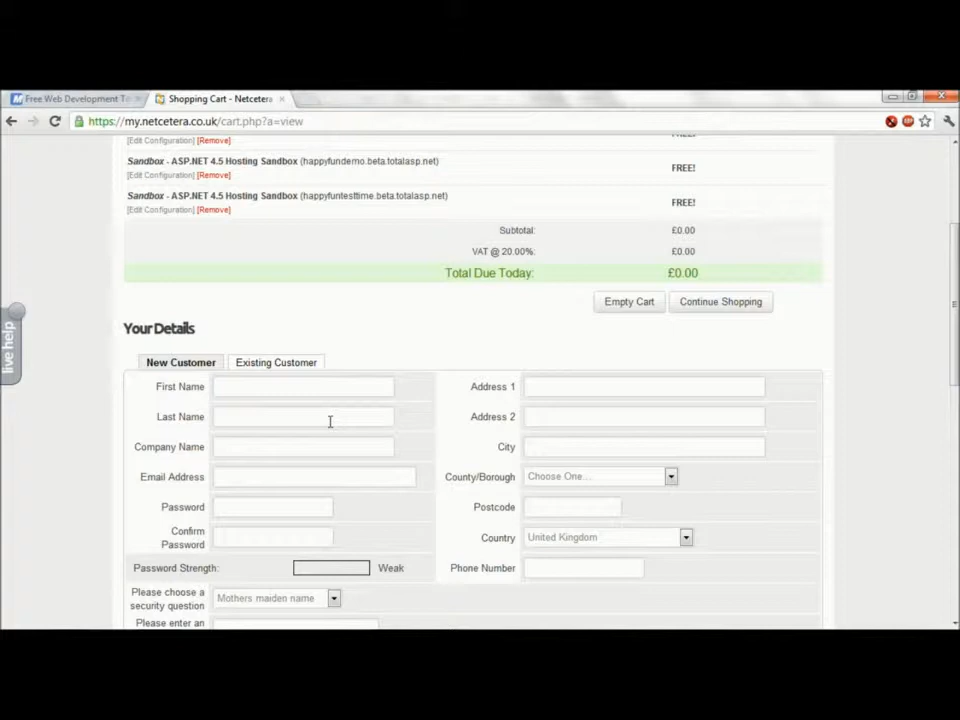 Free Web Development To
Shopping Cart - Netcetera
https://my.netcetera.co.uk/cart.php?a=view
[Edit Configuration] [Remove]
FREE!
Sandbox - ASP.NET 4.5 Hosting Sandbox (happyfundemo.beta.totalasp.net)
FREE!
[Edit Configuration] [Remove]
Sandbox - ASP.NET 4.5 Hosting Sandbox (happyfuntesttime.beta.totalasp.net)
FREE!
[Edit Configuration] [Remove]
Subtotal: £0.00
VAT @ 20.00%: £0.00
Total Due Today: £0.00
Empty Cart Continue Shopping
live help
Your Details
New Customer Existing Customer
First Name Address 1
Last Name Address 2
Company Name City
Email Address County/Borough Choose One...
Password Postcode
Confirm
Password Country United Kingdom
Password Strength: Weak Phone Number
Please choose a
security question Mothers maiden name
Please enter an